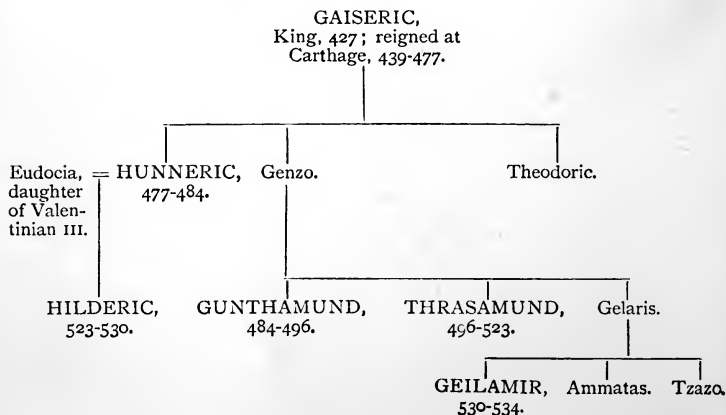 GAISERIC,
King, 427 ; reigned at
Carthage, 439-477.
Eudocia, = HUNNERIC, Genzo. Theodoric.
daughter 477-484.
of Valen-
tinian III.
HILDERIC, GUNTHAMUND, THRASAMUND, Gelaris.
523-530. 484-496. 496-523.
GEILAMIR, Ammatas. Tzazo.
530-534.